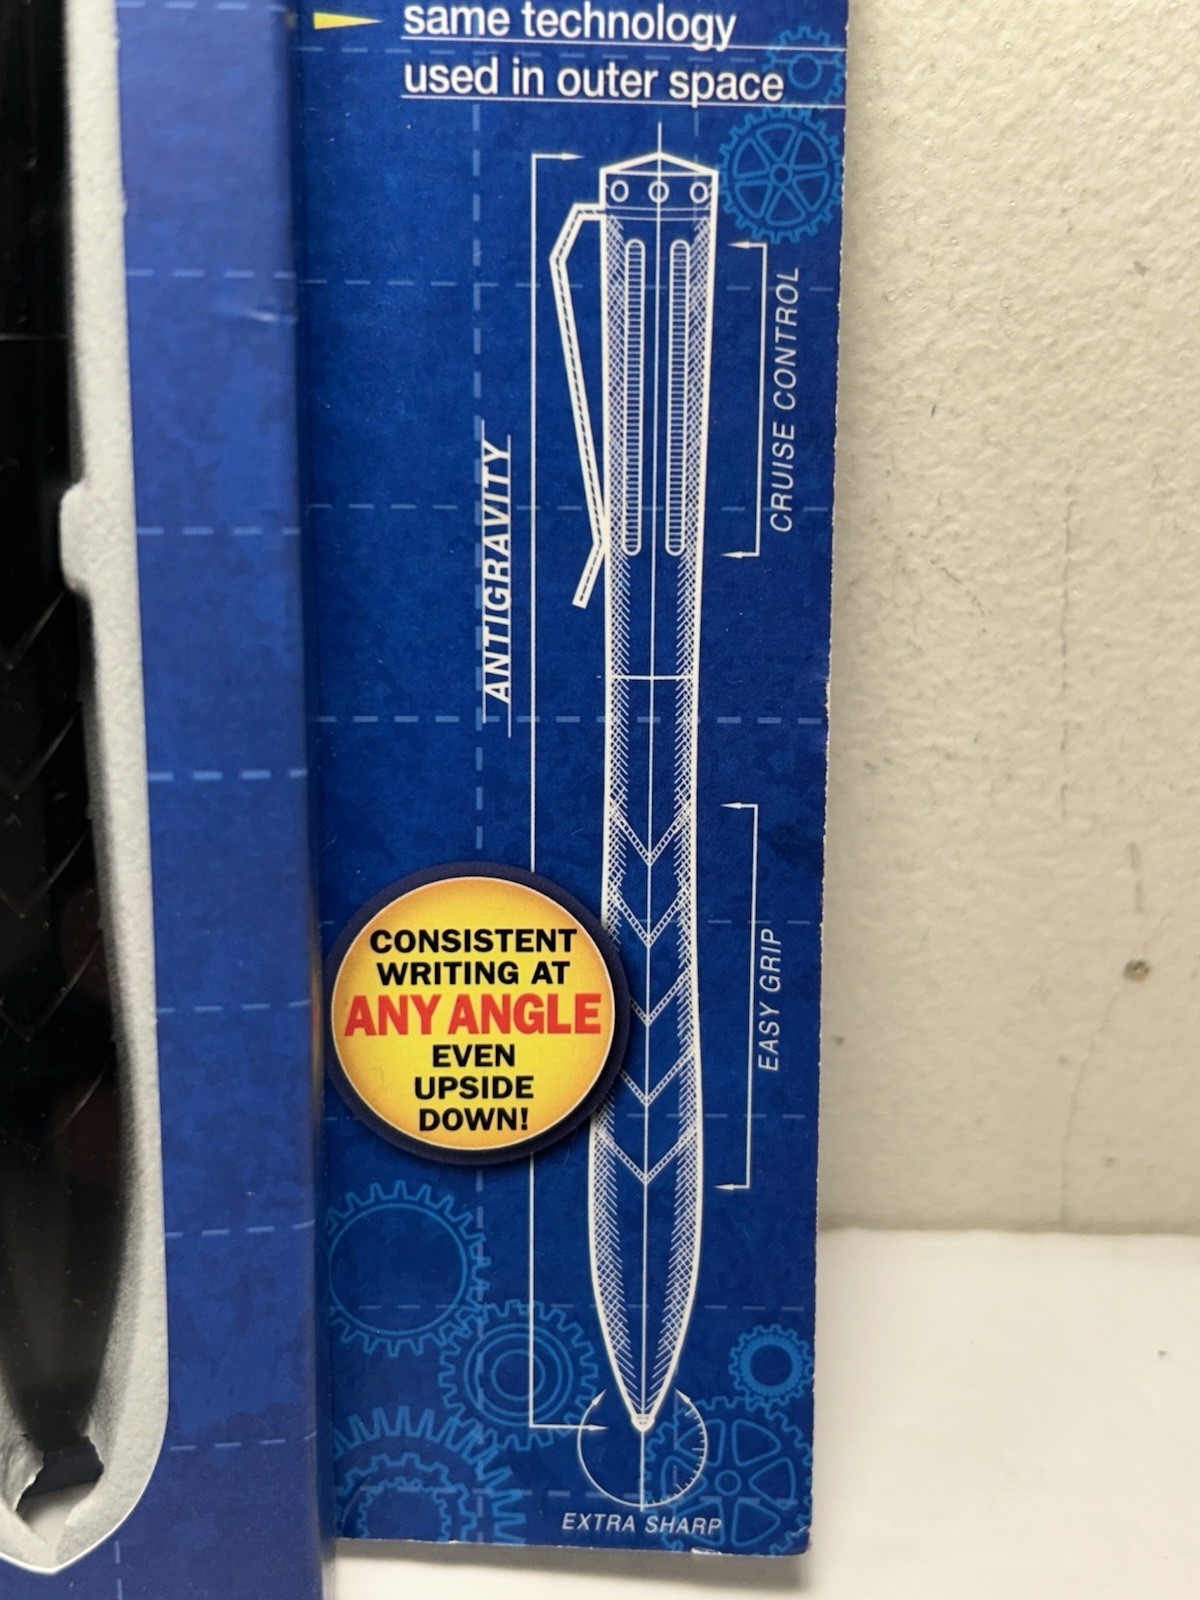 same technology
used in outer space
ANTIGRAVITY
CRUISE CONTROL
CONSISTENT
WRITING AT
ANY ANGLE
EVEN
UPSIDE
DOWN!
EASY GRIP
EXTRA SHARP